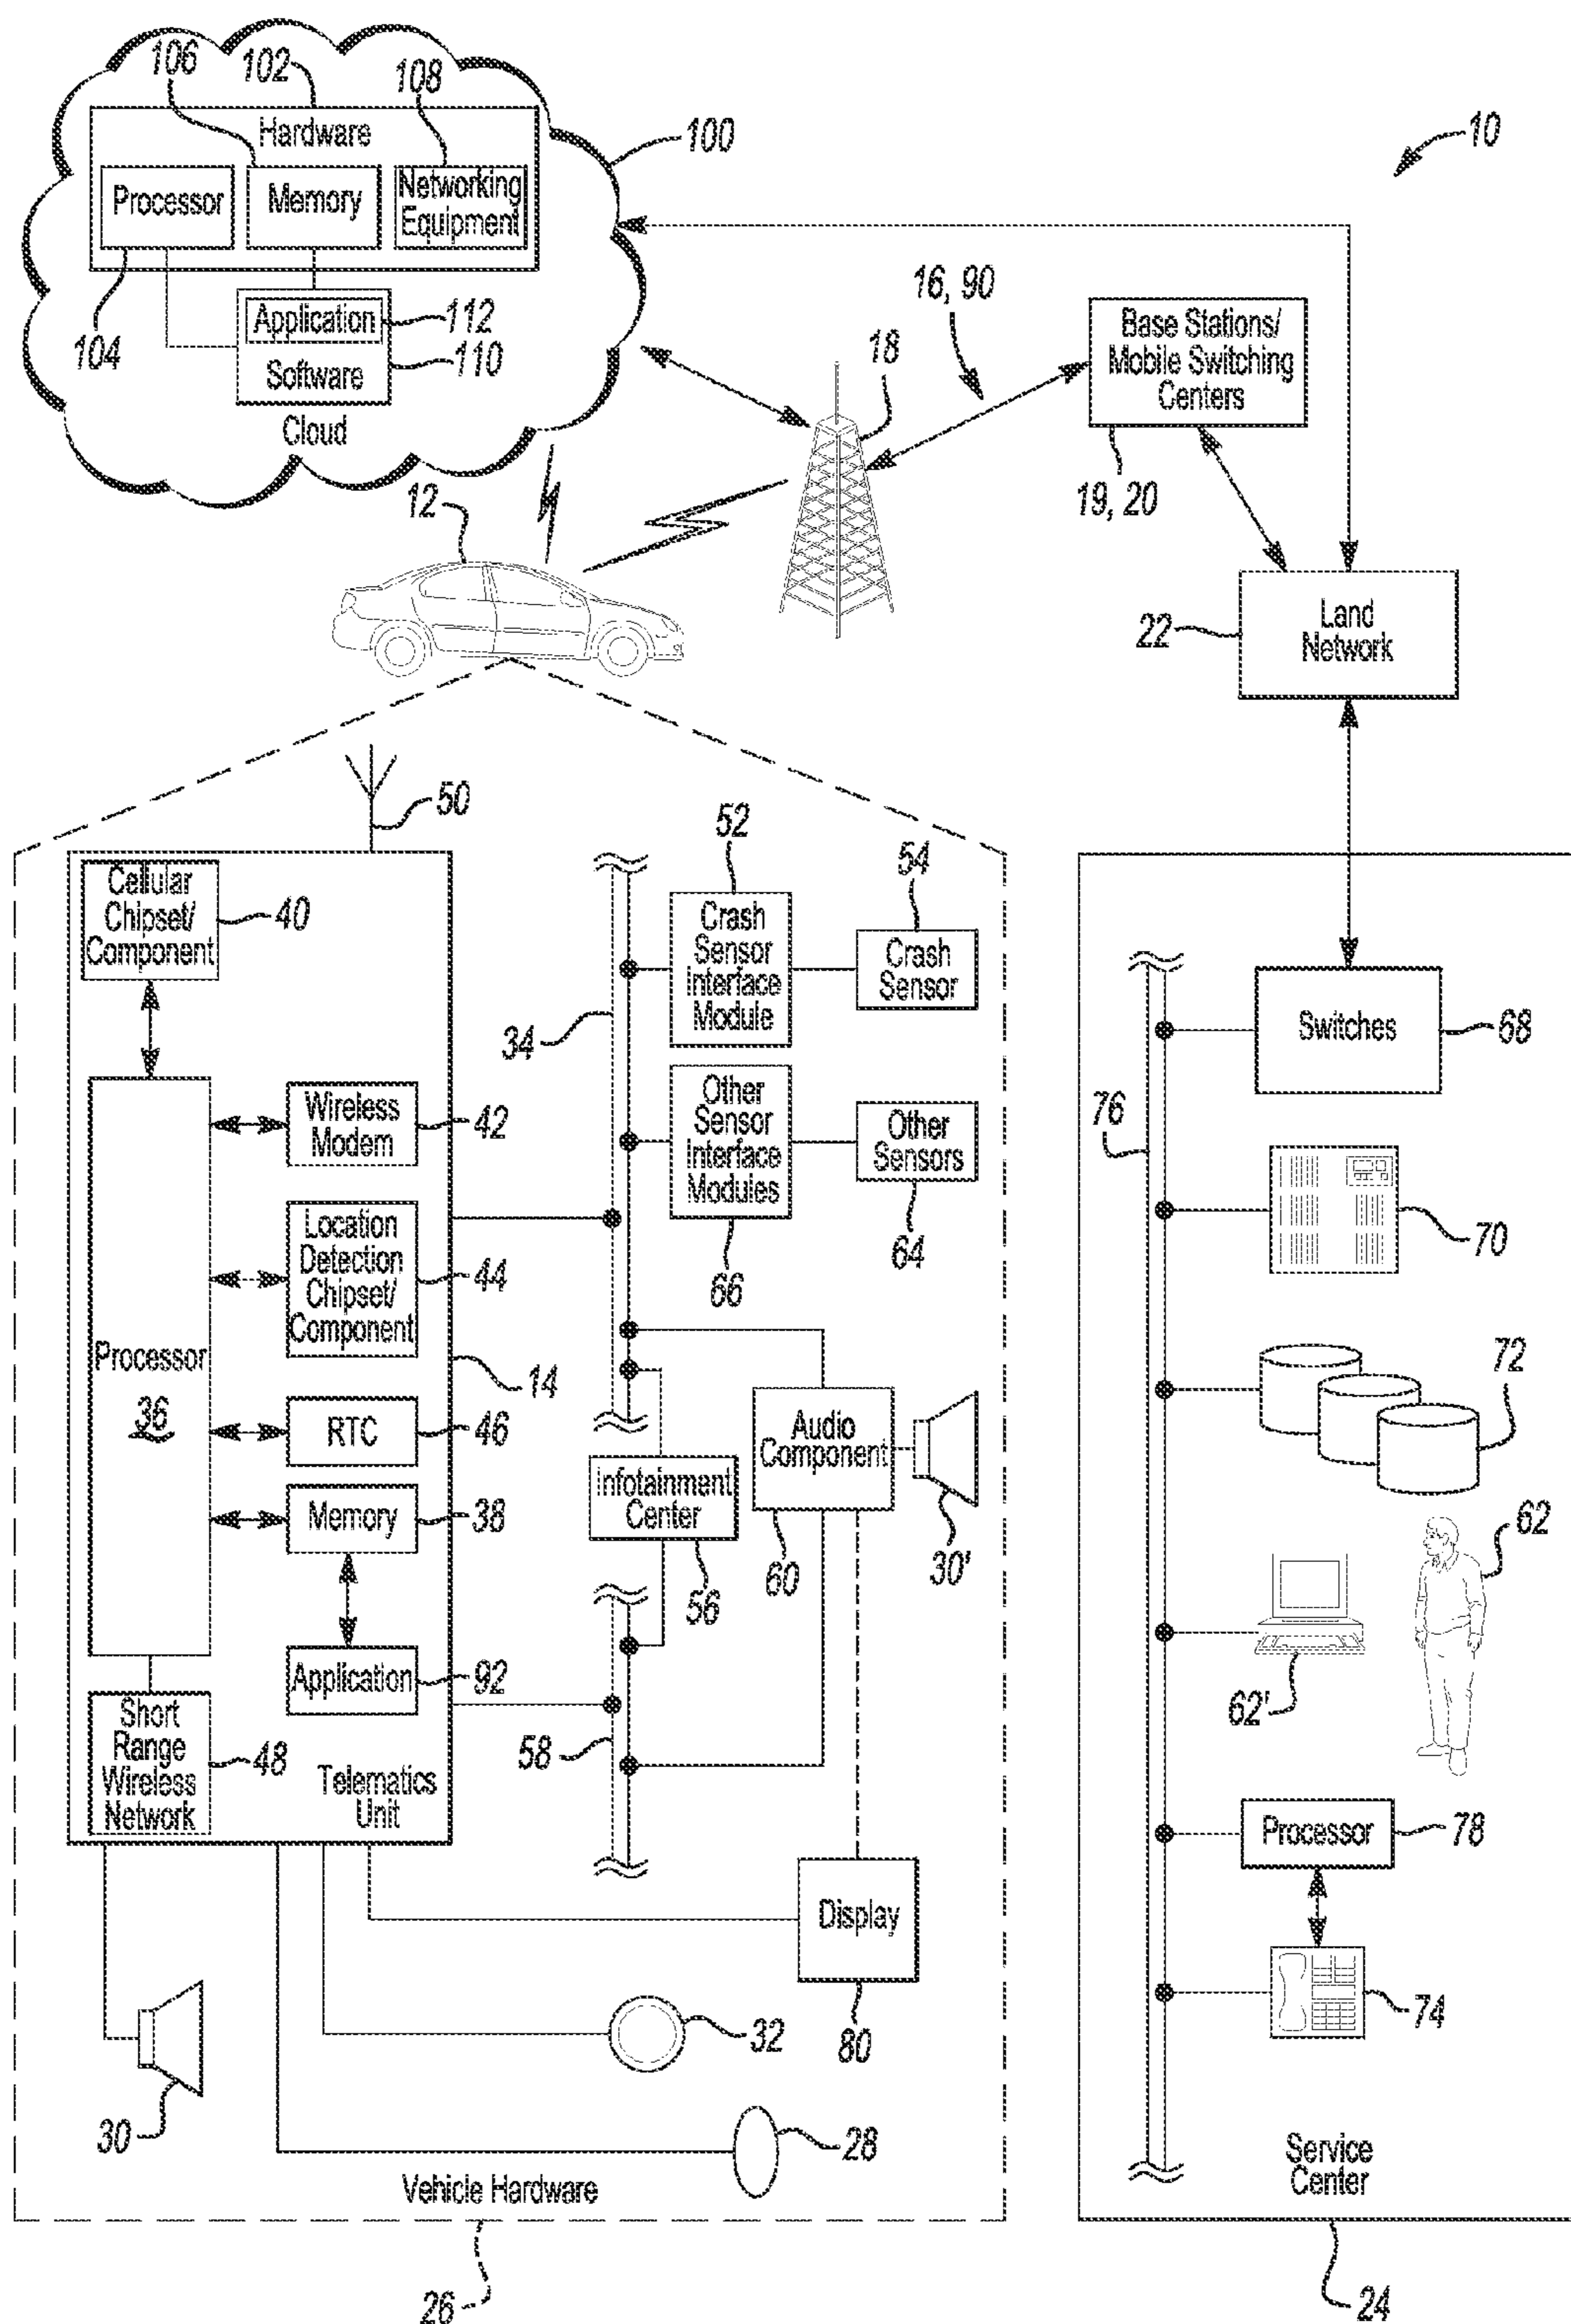 106
102
108
Hardware
100
10
Processor
Memory
Networking
Equipment
104
Application
112
Software
110
Cloud
16, 90
18
Base Stations/
Mobile Switching
Centers
19, 20
12
22
Land
Network
50
52
54
Cellular
Chipset/
Component
40
Crash
Sensor
Interface
Module
Crash
Sensor
34
Switches
68
Wireless
Modem
42
Other
Sensor
Interface
Modules
Other
Sensors
76
66
64
70
Location
Detection
Chipset/
Component
44
14
Processor
36
RTC
46
Audio
Component
72
Infotainment
Center
56
60
30'
Memory
38
62
62'
Application
92
58
Short
Range
Wireless
Network
48
Telematics
Unit
Processor
78
Display
80
74
32
30
28
Vehicle Hardware
Service
Center
26
24